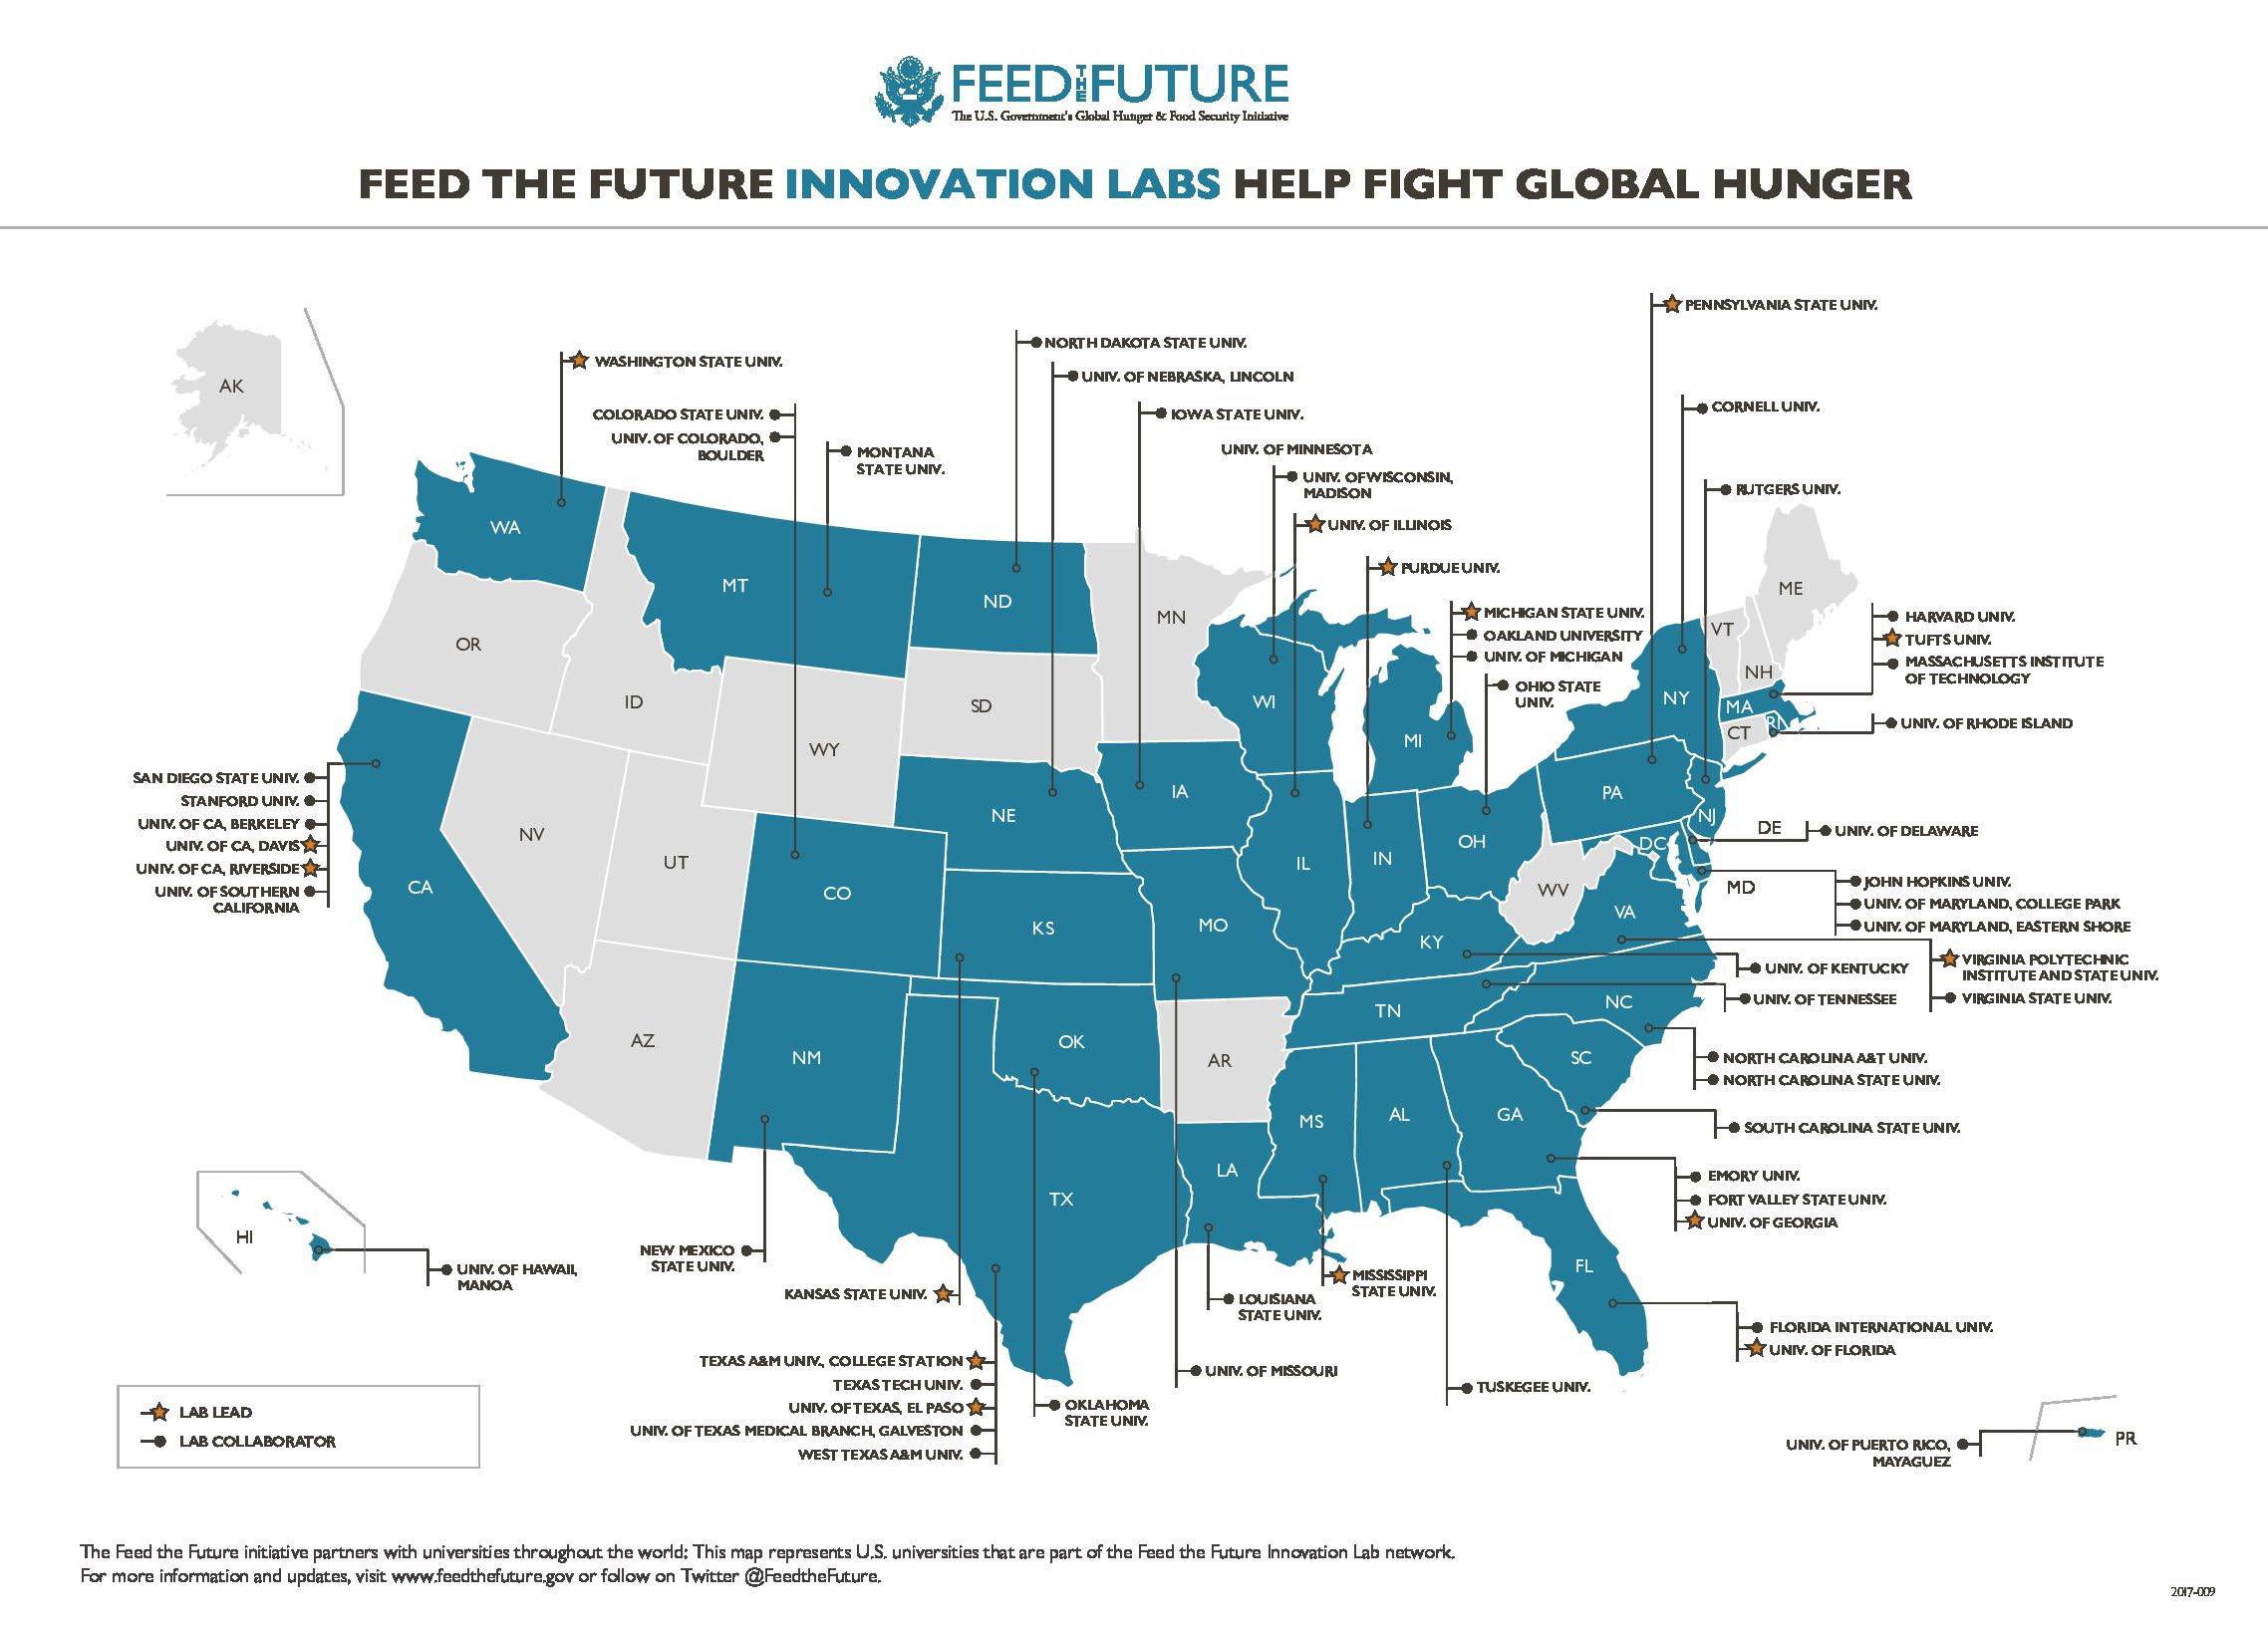 FEED THE FUTURE
The U.S. Government's Global Hunger & Food Security Initiative
FEED THE FUTURE INNOVATION LABS HELP FIGHT GLOBAL HUNGER
PENNSYLVANIA STATE UNIV.
NORTH DAKOTA STATE UNIV.
WASHINGTON STATE UNIV.
UNIV. OF NEBRASKA, LINCOLN
AK
CORNELL UNIV.
COLORADO STATE UNIV.
IOWA STATE UNIV.
UNIV. OF COLORADO,
BOULDER
MONTANA
STATE UNIV.
UNIV. OF MINNESOTA
UNIV. OF WISCONSIN,
MADISON
RUTGERS UNIV.
WA
UNIV. OF ILLINOIS
PURDUE UNIV.
MT
ND
ME
MN
MICHIGAN STATE UNIV.
OAKLAND UNIVERSITY
UNIV. OF MICHIGAN
VT
HARVARD UNIV.
TUFTS UNIV.
MASSACHUSETTS INSTITUTE
OF TECHNOLOGY
OR
NH
ID
SD
WI
OHIO STATE
UNIV.
NY
MA
RI
UNIV. OF RHODE ISLAND
WY
MI
CT
SAN DIEGO STATE UNIV.
STANFORD UNIV.
UNIV. OF CA, BERKELEY
UNIV. OF CA, DAVIS
UNIV. OF CA, RIVERSIDE
UNIV. OF SOUTHERN
CALIFORNIA
IA
PA
NE
NJ
NV
DE
UNIV. OF DELAWARE
OH
DC
UT
IL
IN
CA
CO
WV
MD
JOHN HOPKINS UNIV.
UNIV. OF MARYLAND, COLLEGE PARK
UNIV. OF MARYLAND, EASTERN SHORE
KS
MO
VA
KY
VIRGINIA POLYTECHNIC
INSTITUTE AND STATE UNIV.
VIRGINIA STATE UNIV.
UNIV. OF KENTUCKY
UNIV. OF TENNESSEE
NC
TN
AZ
NM
OK
AR
SC
NORTH CAROLINA A&T UNIV.
NORTH CAROLINA STATE UNIV.
MS
AL
GA
SOUTH CAROLINA STATE UNIV.
LA
TX
EMORY UNIV.
FORT VALLEY STATE UNIV.
UNIV. OF GEORGIA
HI
UNIV. OF HAWAII,
MANOA
NEW MEXICO
STATE UNIV.
FL
KANSAS STATE UNIV.
MISSISSIPPI
STATE UNIV.
LOUISIANA
STATE UNIV.
FLORIDA INTERNATIONAL UNIV.
UNIV. OF FLORIDA
TEXAS A&M UNIV., COLLEGE STATION
TEXAS TECH UNIV.
UNIV. OF TEXAS, EL PASO
UNIV. OF TEXAS MEDICAL BRANCH, GALVESTON
WEST TEXAS A&M UNIV.
UNIV. OF MISSOURI
TUSKEGEE UNIV.
OKLAHOMA
STATE UNIV.
LAB LEAD
LAB COLLABORATOR
UNIV. OF PUERTO RICO,
MAYAGUEZ
PR
The Feed the Future initiative partners with universities throughout the world; This map represents U.S. universities that are part of the Feed the Future Innovation Lab network.
For more information and updates, visit www.feedthefuture.gov or follow on Twitter @FeedtheFuture.
2017-009